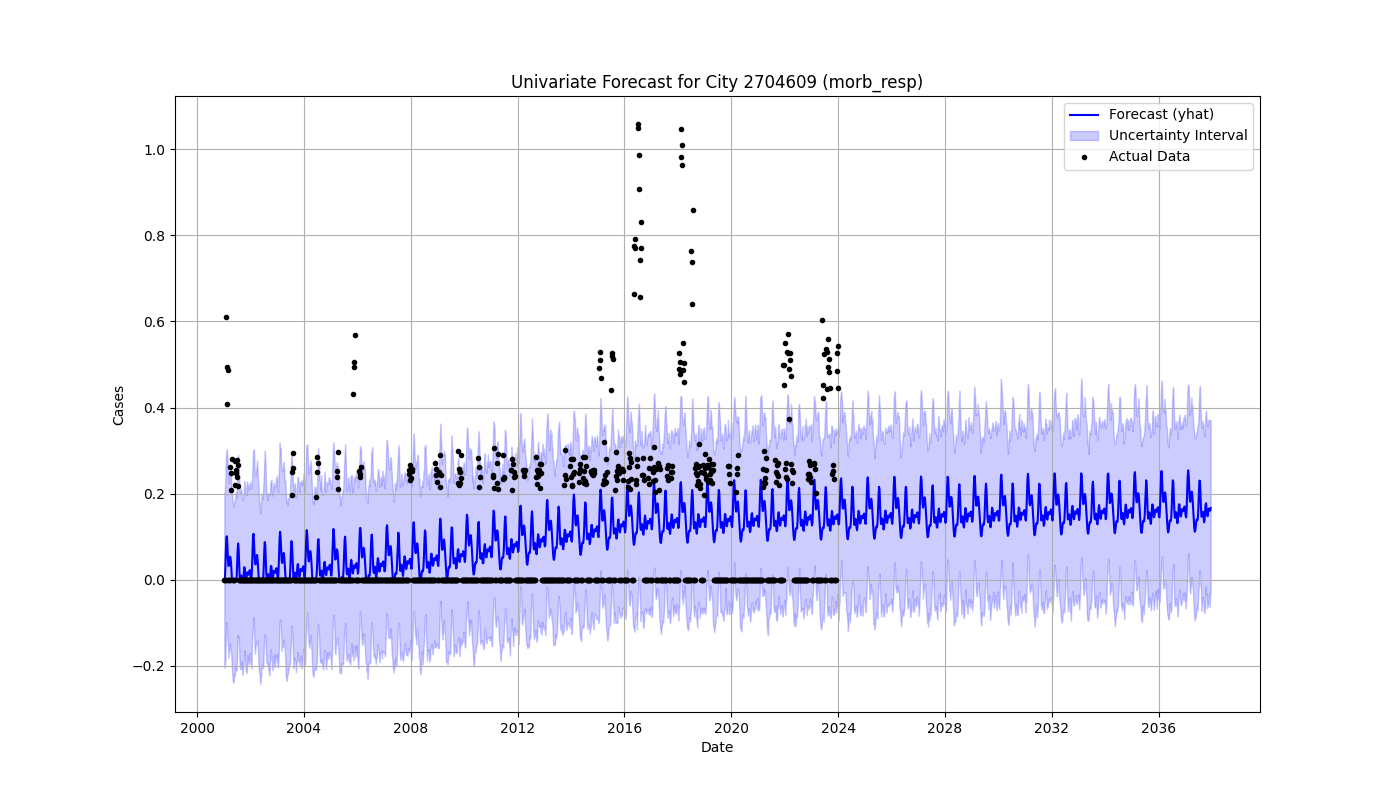 Univariate Forecast for City 2704609 (morb_resp)
Forecast (yhat)
Uncertainty Interval
Actual Data
Cases
1.0
0.8
0.6
0.4
0.2
0.0
−0.2
2000 2004 2008 2012 2016 2020 2024 2028 2032 2036
Date